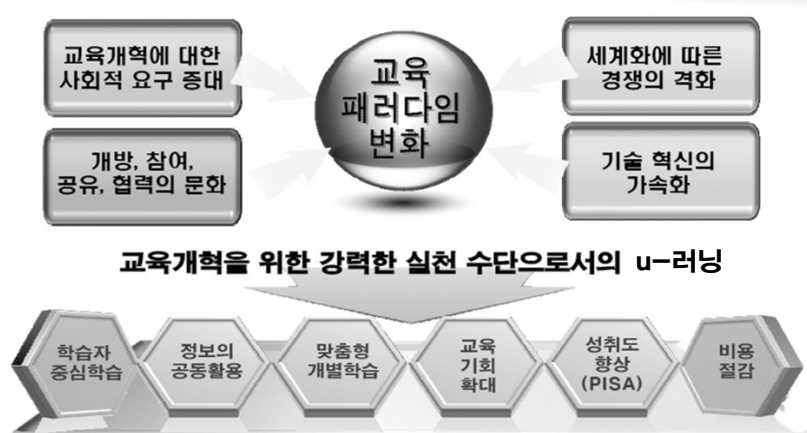 교육개혁에 대한
사회적 요구 증대
교육
패러다임
변화
세계화에 따른
경쟁의 격화
개방, 참여,
공유, 협력의 문화
기술 혁신의
가속화
교육개혁을 위한 강력한 실천 수단으로서의 u-러닝
학습자
중심학습
정보의
공동활용
맞춤형
개별학습
교육
기회
확대
성취도
향상
(PISA)
비용
절감